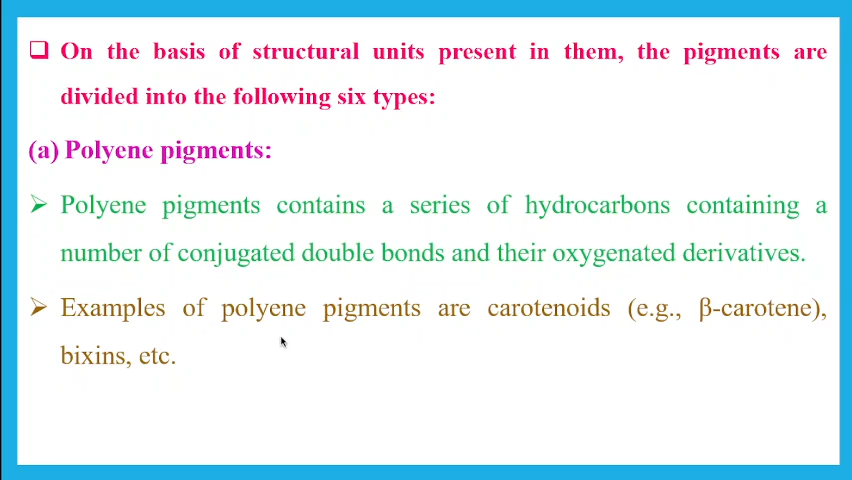 ❑ On the basis of structural units present in them, the pigments are
divided into the following six types:
(a) Polyene pigments:
➢ Polyene pigments contains a series of hydrocarbons containing a
number of conjugated double bonds and their oxygenated derivatives.
➢ Examples of polyene pigments are carotenoids (e.g., β-carotene),
bixins, etc.